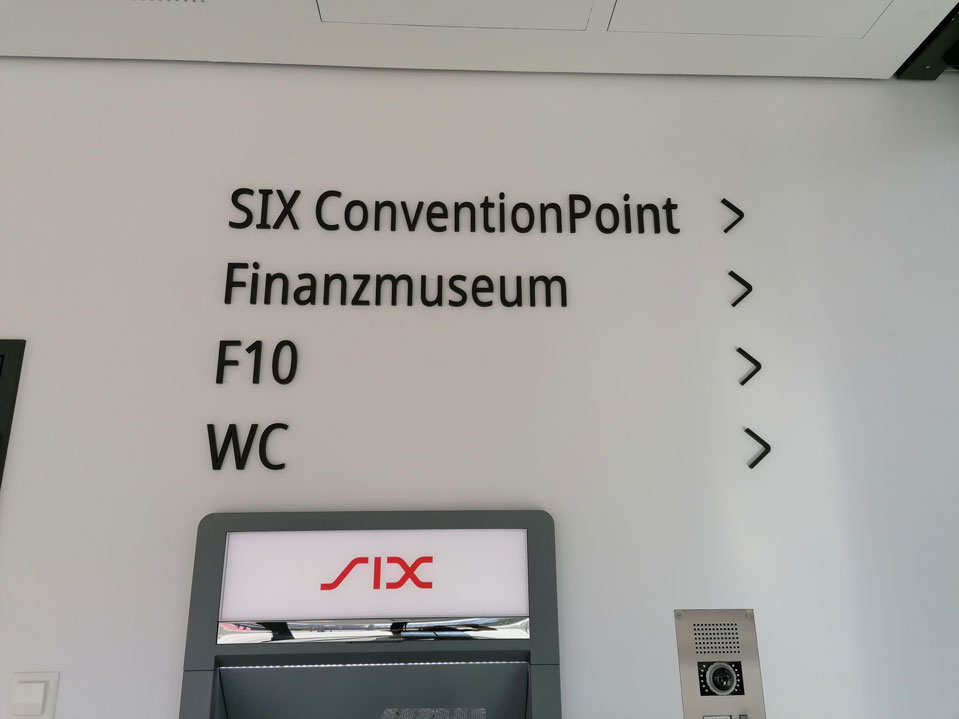 SIX ConventionPoint >
Finanzmuseum >
F10 >
WC >
SIX